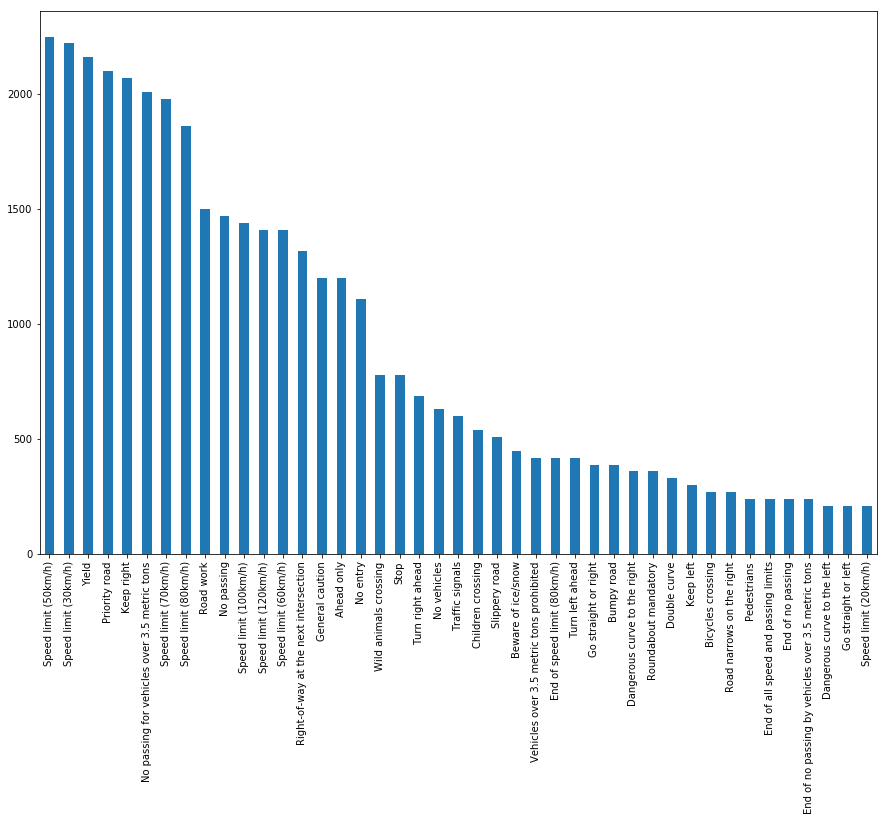 2000
1500
1000
500
0
Speed limit (50km/h)
Speed limit (30km/h)
Yield
Priority road
Keep right
No passing for vehicles over 3.5 metric tons
Speed limit (70km/h)
Speed limit (80km/h)
Road work
No passing
Speed limit (100km/h)
Speed limit (120km/h)
Speed limit (60km/h)
Right-of-way at the next intersection
General caution
Ahead only
No entry
Wild animals crossing
Stop
Turn right ahead
No vehicles
Traffic signals
Children crossing
Slippery road
Beware of ice/snow
Vehicles over 3.5 metric tons prohibited
End of speed limit (80km/h)
Turn left ahead
Go straight or right
Bumpy road
Dangerous curve to the right
Roundabout mandatory
Double curve
Keep left
Bicycles crossing
Road narrows on the right
Pedestrians
End of all speed and passing limits
End of no passing
End of no passing by vehicles over 3.5 metric tons
Dangerous curve to the left
Go straight or left
Speed limit (20km/h)